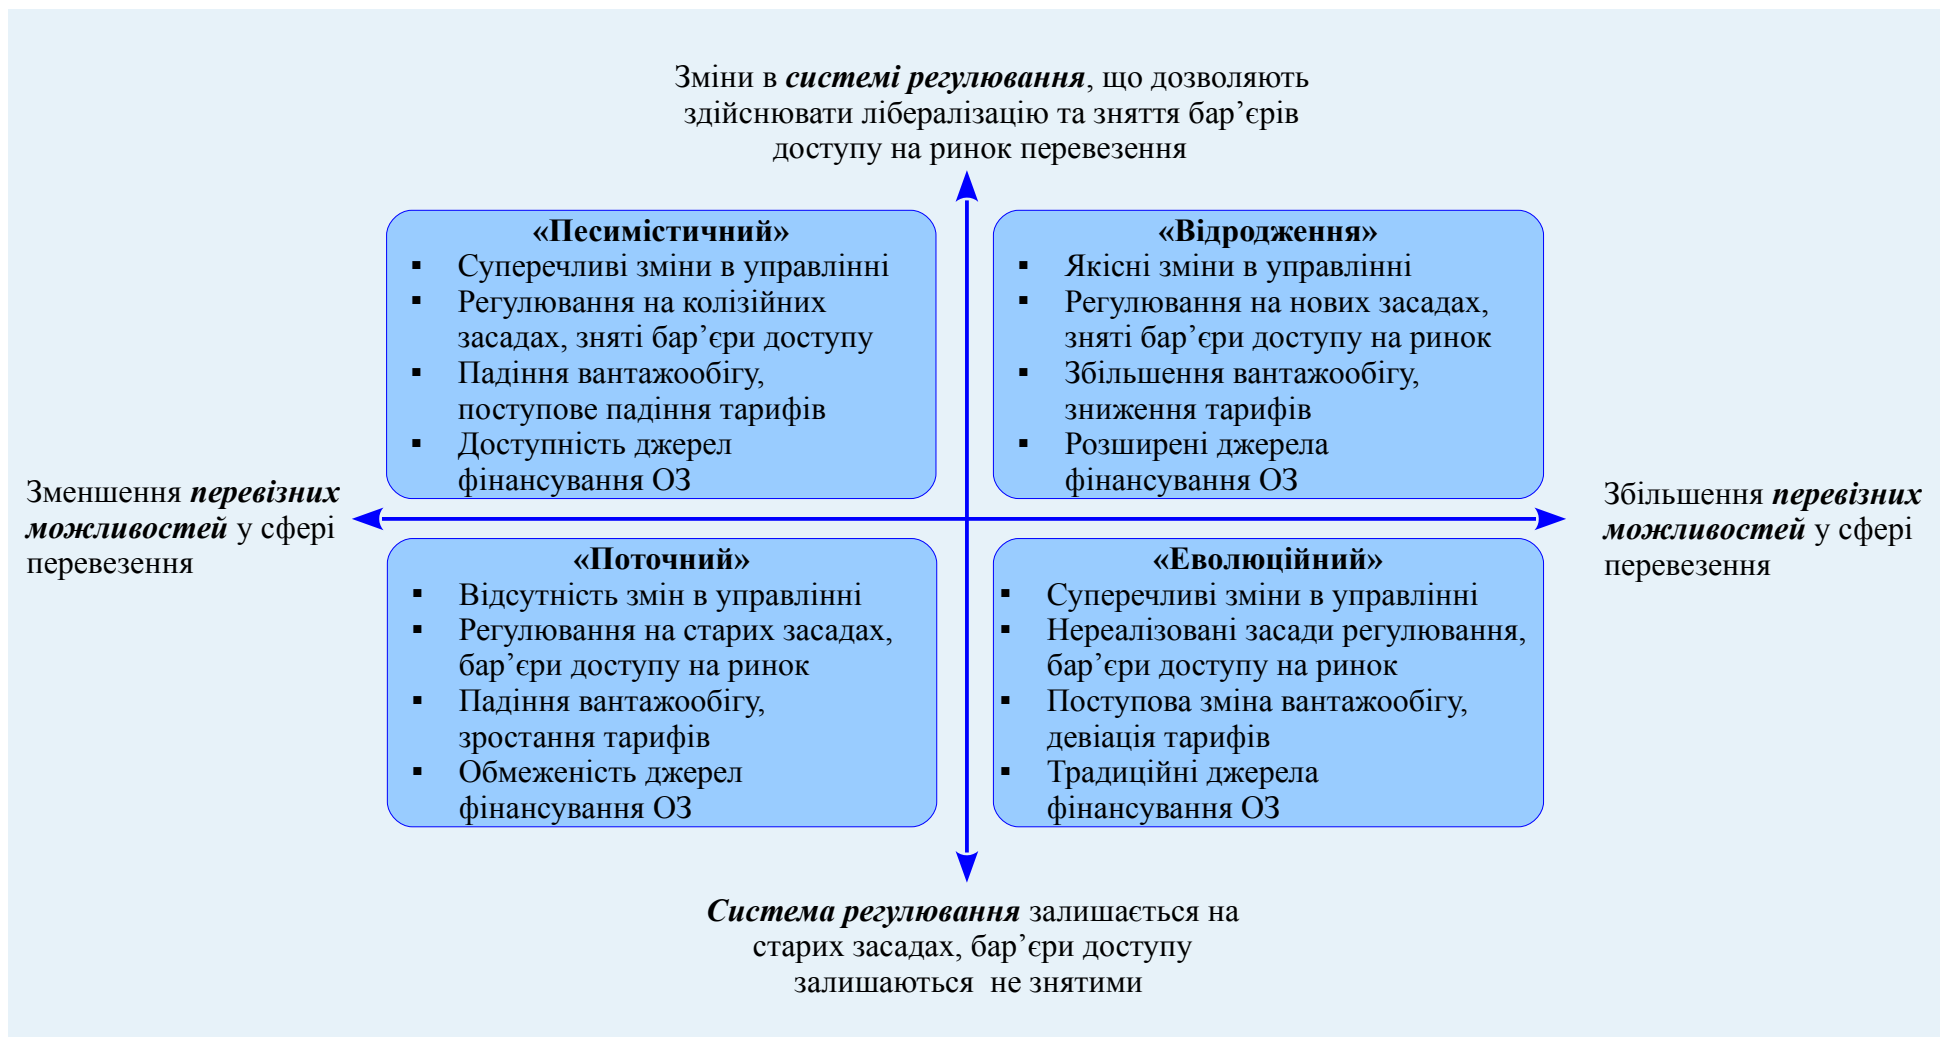 Зміни в системі регулювання, що дозволяють
здійснювати лібералізацію та зняття бар’єрів
доступу на ринок перевезення
«Песимістичний»
▪ Суперечливі зміни в управлінні
▪ Регулювання на колізійних
засадах, зняті бар’єри доступу
▪ Падіння вантажообігу,
поступове падіння тарифів
▪ Доступність джерел
фінансування ОЗ
«Відродження»
▪ Якісні зміни в управлінні
▪ Регулювання на нових засадах,
зняті бар’єри доступу на ринок
▪ Збільшення вантажообігу,
зниження тарифів
▪ Розширені джерела
фінансування ОЗ
Зменшення перевізних
можливостей у сфері
перевезення
Збільшення перевізних
можливостей у сфері
перевезення
«Поточний»
▪ Відсутність змін в управлінні
▪ Регулювання на старих засадах,
бар’єри доступу на ринок
▪ Падіння вантажообігу,
зростання тарифів
▪ Обмеженість джерел
фінансування ОЗ
«Еволюційний»
▪ Суперечливі зміни в управлінні
▪ Нереалізовані засади регулювання,
бар’єри доступу на ринок
▪ Поступова зміна вантажообігу,
девіація тарифів
▪ Традиційні джерела
фінансування ОЗ
Система регулювання залишається на
старих засадах, бар’єри доступу
залишаються не знятими